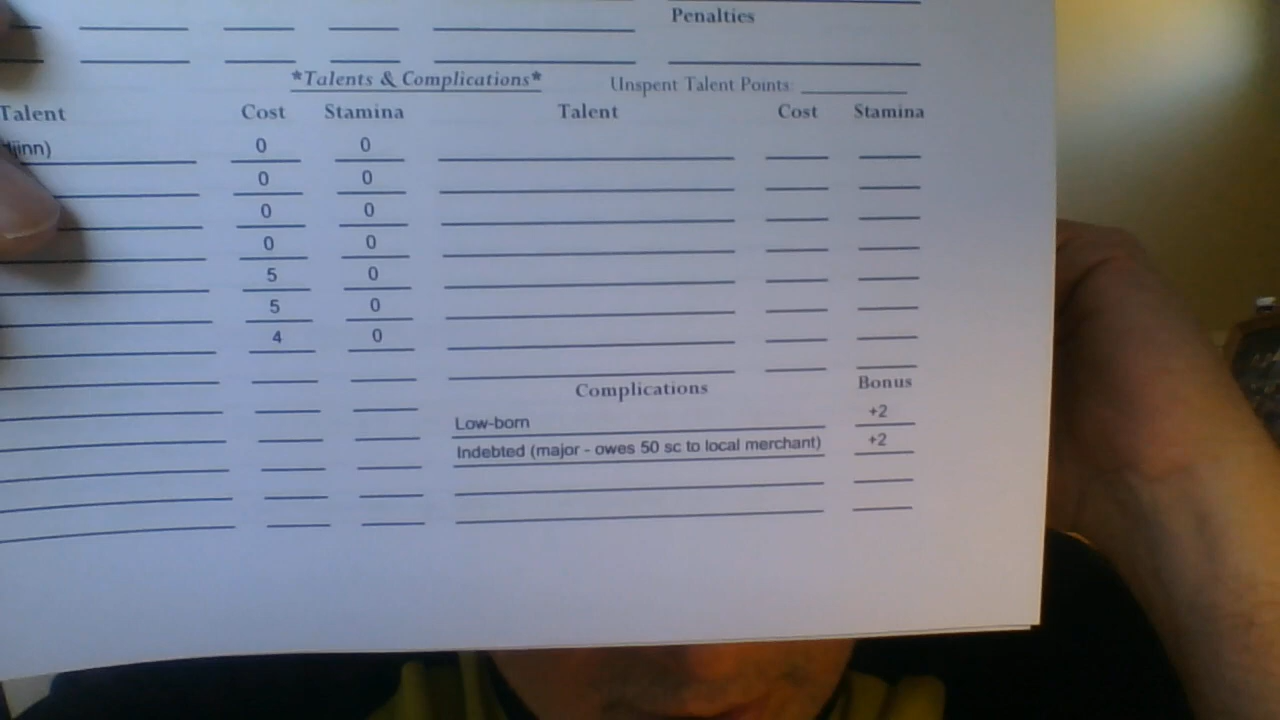 Penalties
*Talents & Complications* Unspent Talent Points:
Talent Cost Stamina Talent Cost Stamina
djinn) 0 0
0 0
0 0
0 0
5 0
5 0
4 0
Complications Bonus
Low-born +2
Indebted (major - owes 50 sc to local merchant) +2